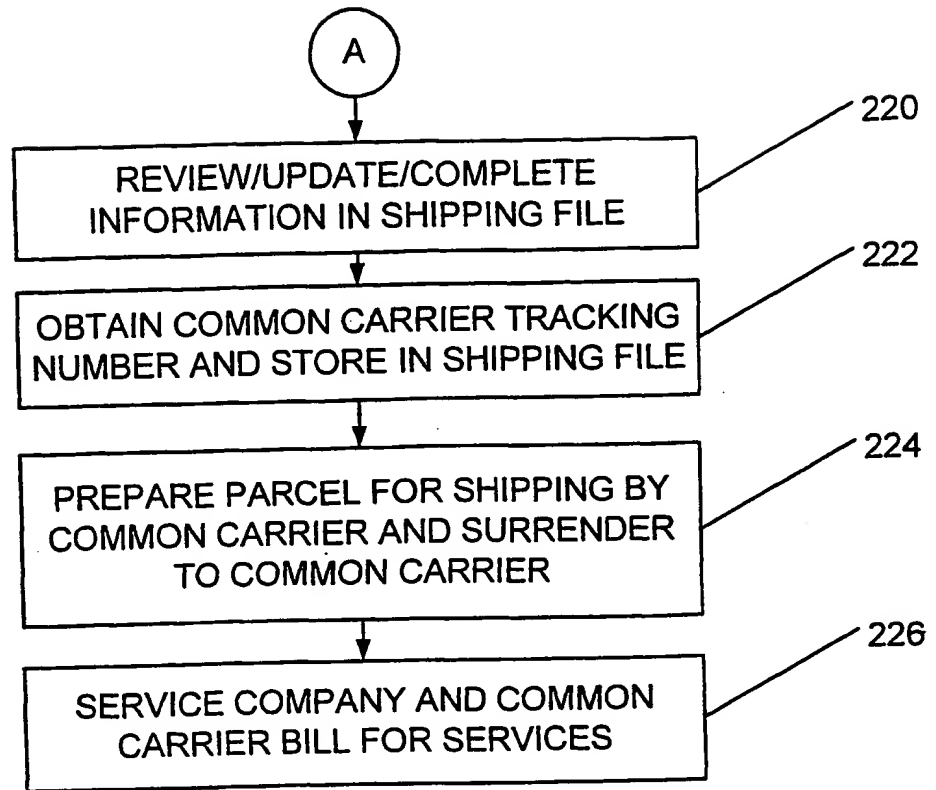 A
220
REVIEW/UPDATE/COMPLETE
INFORMATION IN SHIPPING FILE
222
OBTAIN COMMON CARRIER TRACKING
NUMBER AND STORE IN SHIPPING FILE
224
PREPARE PARCEL FOR SHIPPING BY
COMMON CARRIER AND SURRENDER
TO COMMON CARRIER
226
SERVICE COMPANY AND COMMON
CARRIER BILL FOR SERVICES